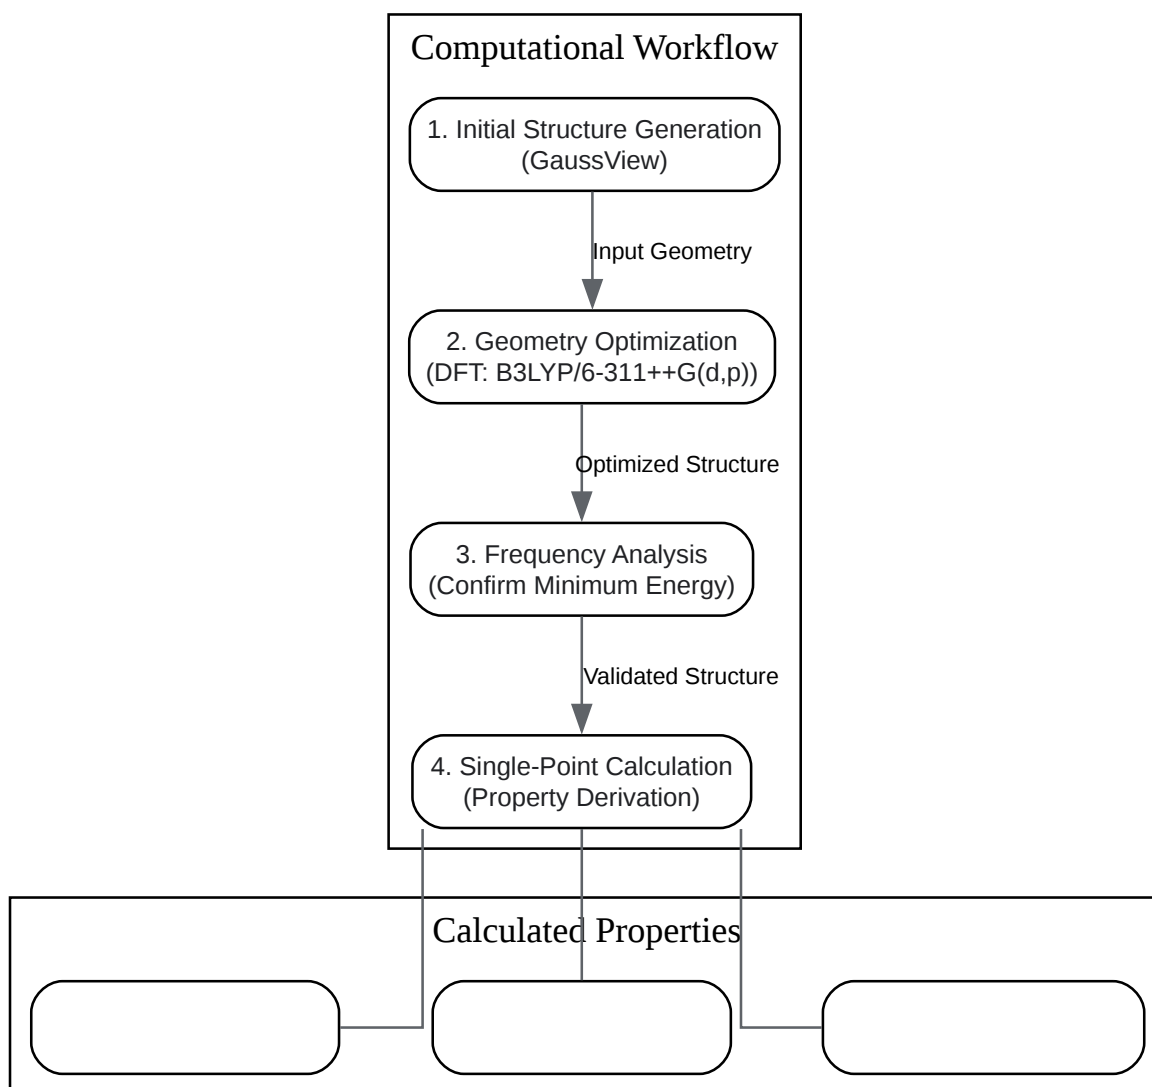 Computational Workflow
1. Initial Structure Generation
(GaussView)
Input Geometry
2. Geometry Optimization
(DFT: B3LYP/6-311++G(d,p))
Optimized Structure
3. Frequency Analysis
(Confirm Minimum Energy)
Validated Structure
4. Single-Point Calculation
(Property Derivation)
Calculated Properties